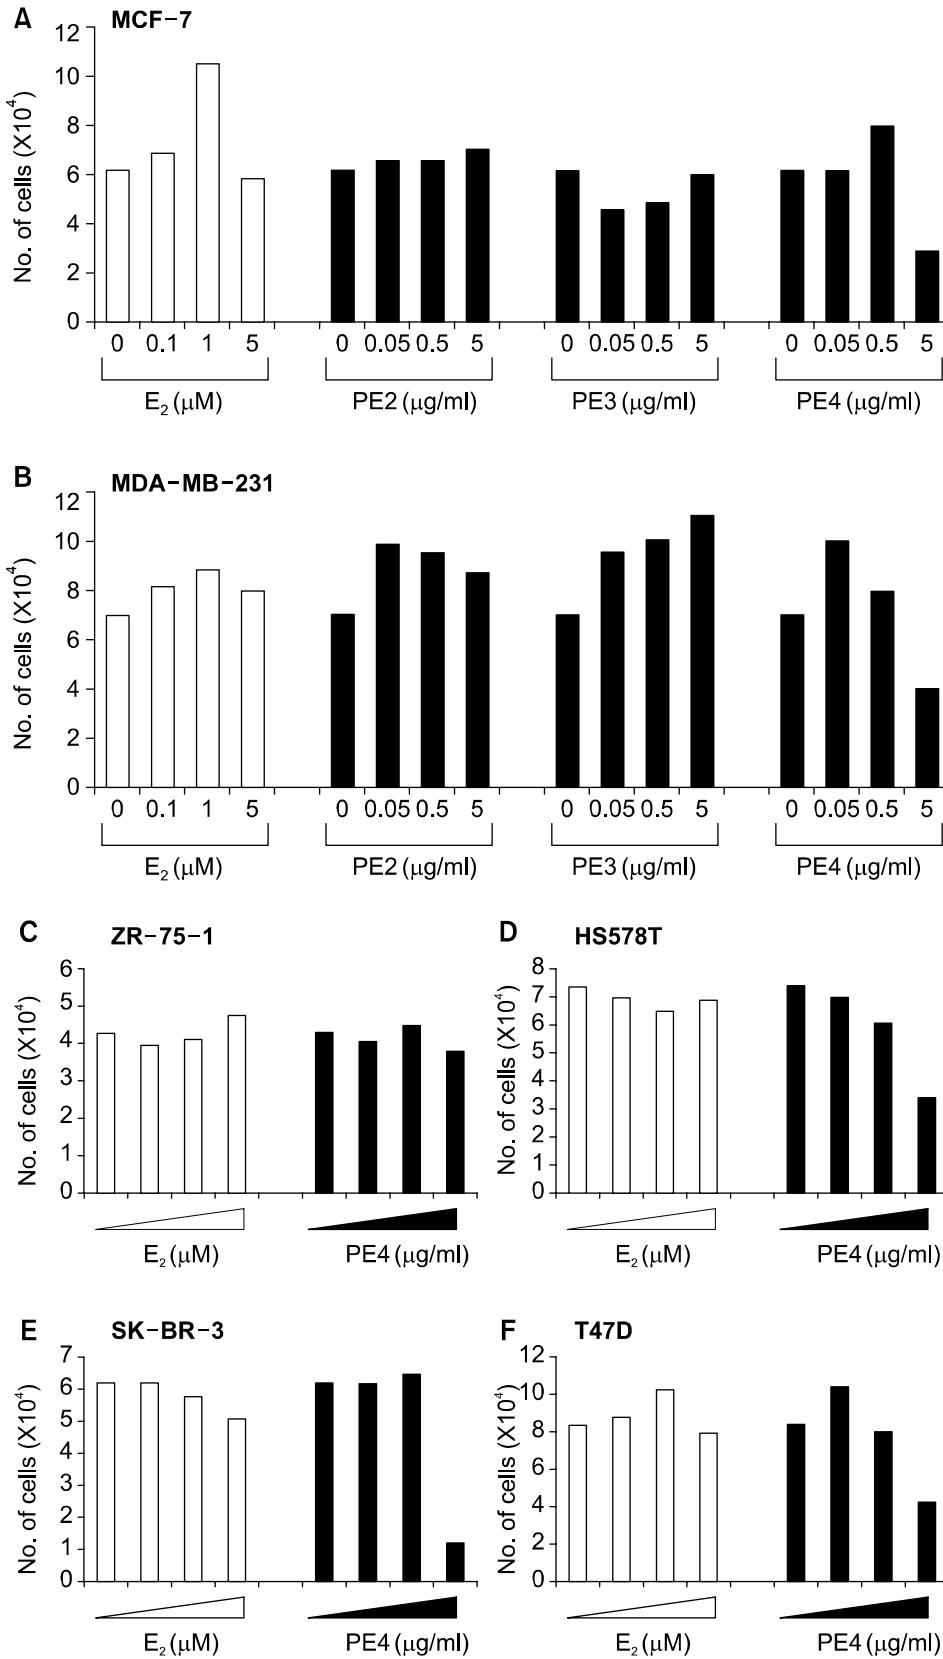 A MCF-7
No. of cells (X10⁴)
12
10
8
6
4
2
0
0 0.1 1 5 0 0.05 0.5 5 0 0.05 0.5 5 0 0.05 0.5 5
E₂ (μM) PE2 (μg/ml) PE3 (μg/ml) PE4 (μg/ml)
B MDA-MB-231
No. of cells (X10⁴)
12
10
8
6
4
2
0
0 0.1 1 5 0 0.05 0.5 5 0 0.05 0.5 5 0 0.05 0.5 5
E₂ (μM) PE2 (μg/ml) PE3 (μg/ml) PE4 (μg/ml)
C ZR-75-1
No. of cells (X10⁴)
6
5
4
3
2
1
0
E₂ (μM) PE4 (μg/ml)
D HS578T
No. of cells (X10⁴)
8
7
6
5
4
3
2
1
0
E₂ (μM) PE4 (μg/ml)
E SK-BR-3
No. of cells (X10⁴)
7
6
5
4
3
2
1
0
E₂ (μM) PE4 (μg/ml)
F T47D
No. of cells (X10⁴)
12
10
8
6
4
2
0
E₂ (μM) PE4 (μg/ml)